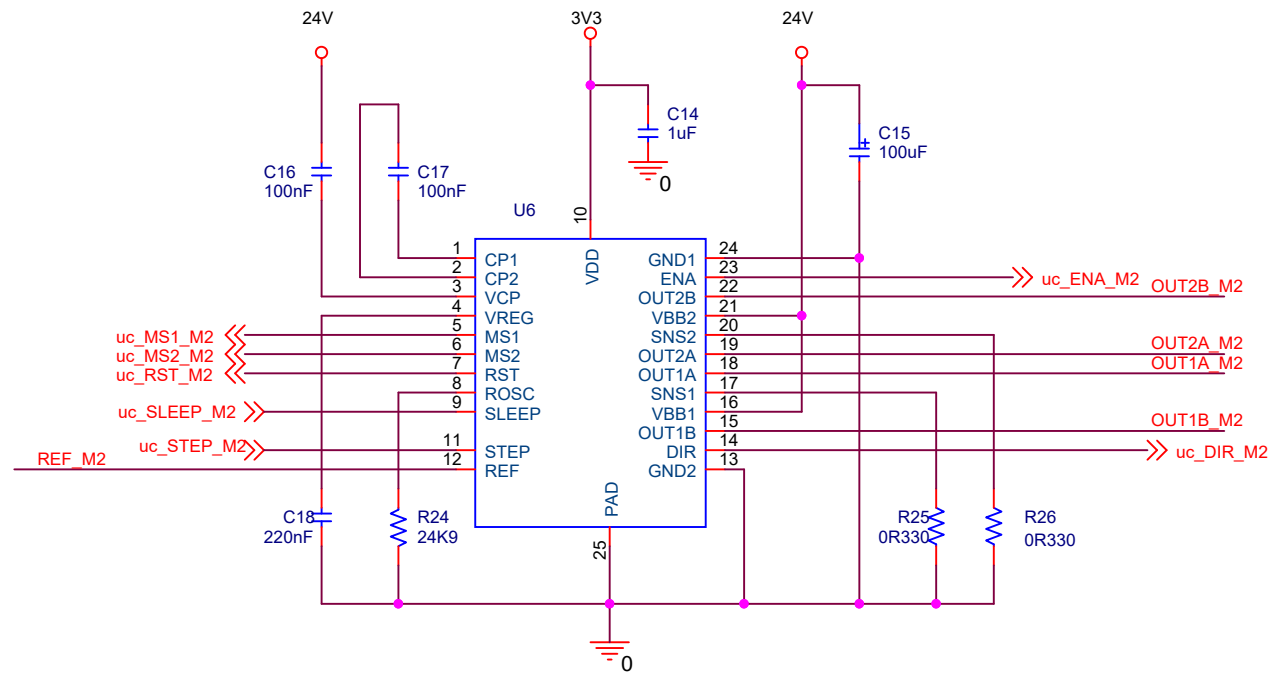 24V
3V3
24V
C14
1uF
C15
100uF
C16
100nF
C17
100nF
0
U6
10
VDD
1
CP1
2
CP2
3
VCP
4
VREG
5
MS1
6
MS2
7
RST
8
ROSC
9
SLEEP
11
STEP
12
REF
24
GND1
23
ENA
22
OUT2B
21
VBB2
20
SNS2
19
OUT2A
18
OUT1A
17
SNS1
16
VBB1
15
OUT1B
14
DIR
13
GND2
PAD
25
uc_MS1_M2
uc_MS2_M2
uc_RST_M2
uc_SLEEP_M2
uc_STEP_M2
REF_M2
uc_ENA_M2
OUT2B_M2
OUT2A_M2
OUT1A_M2
OUT1B_M2
uc_DIR_M2
C18
220nF
R24
24K9
R25
0R330
R26
0R330
0